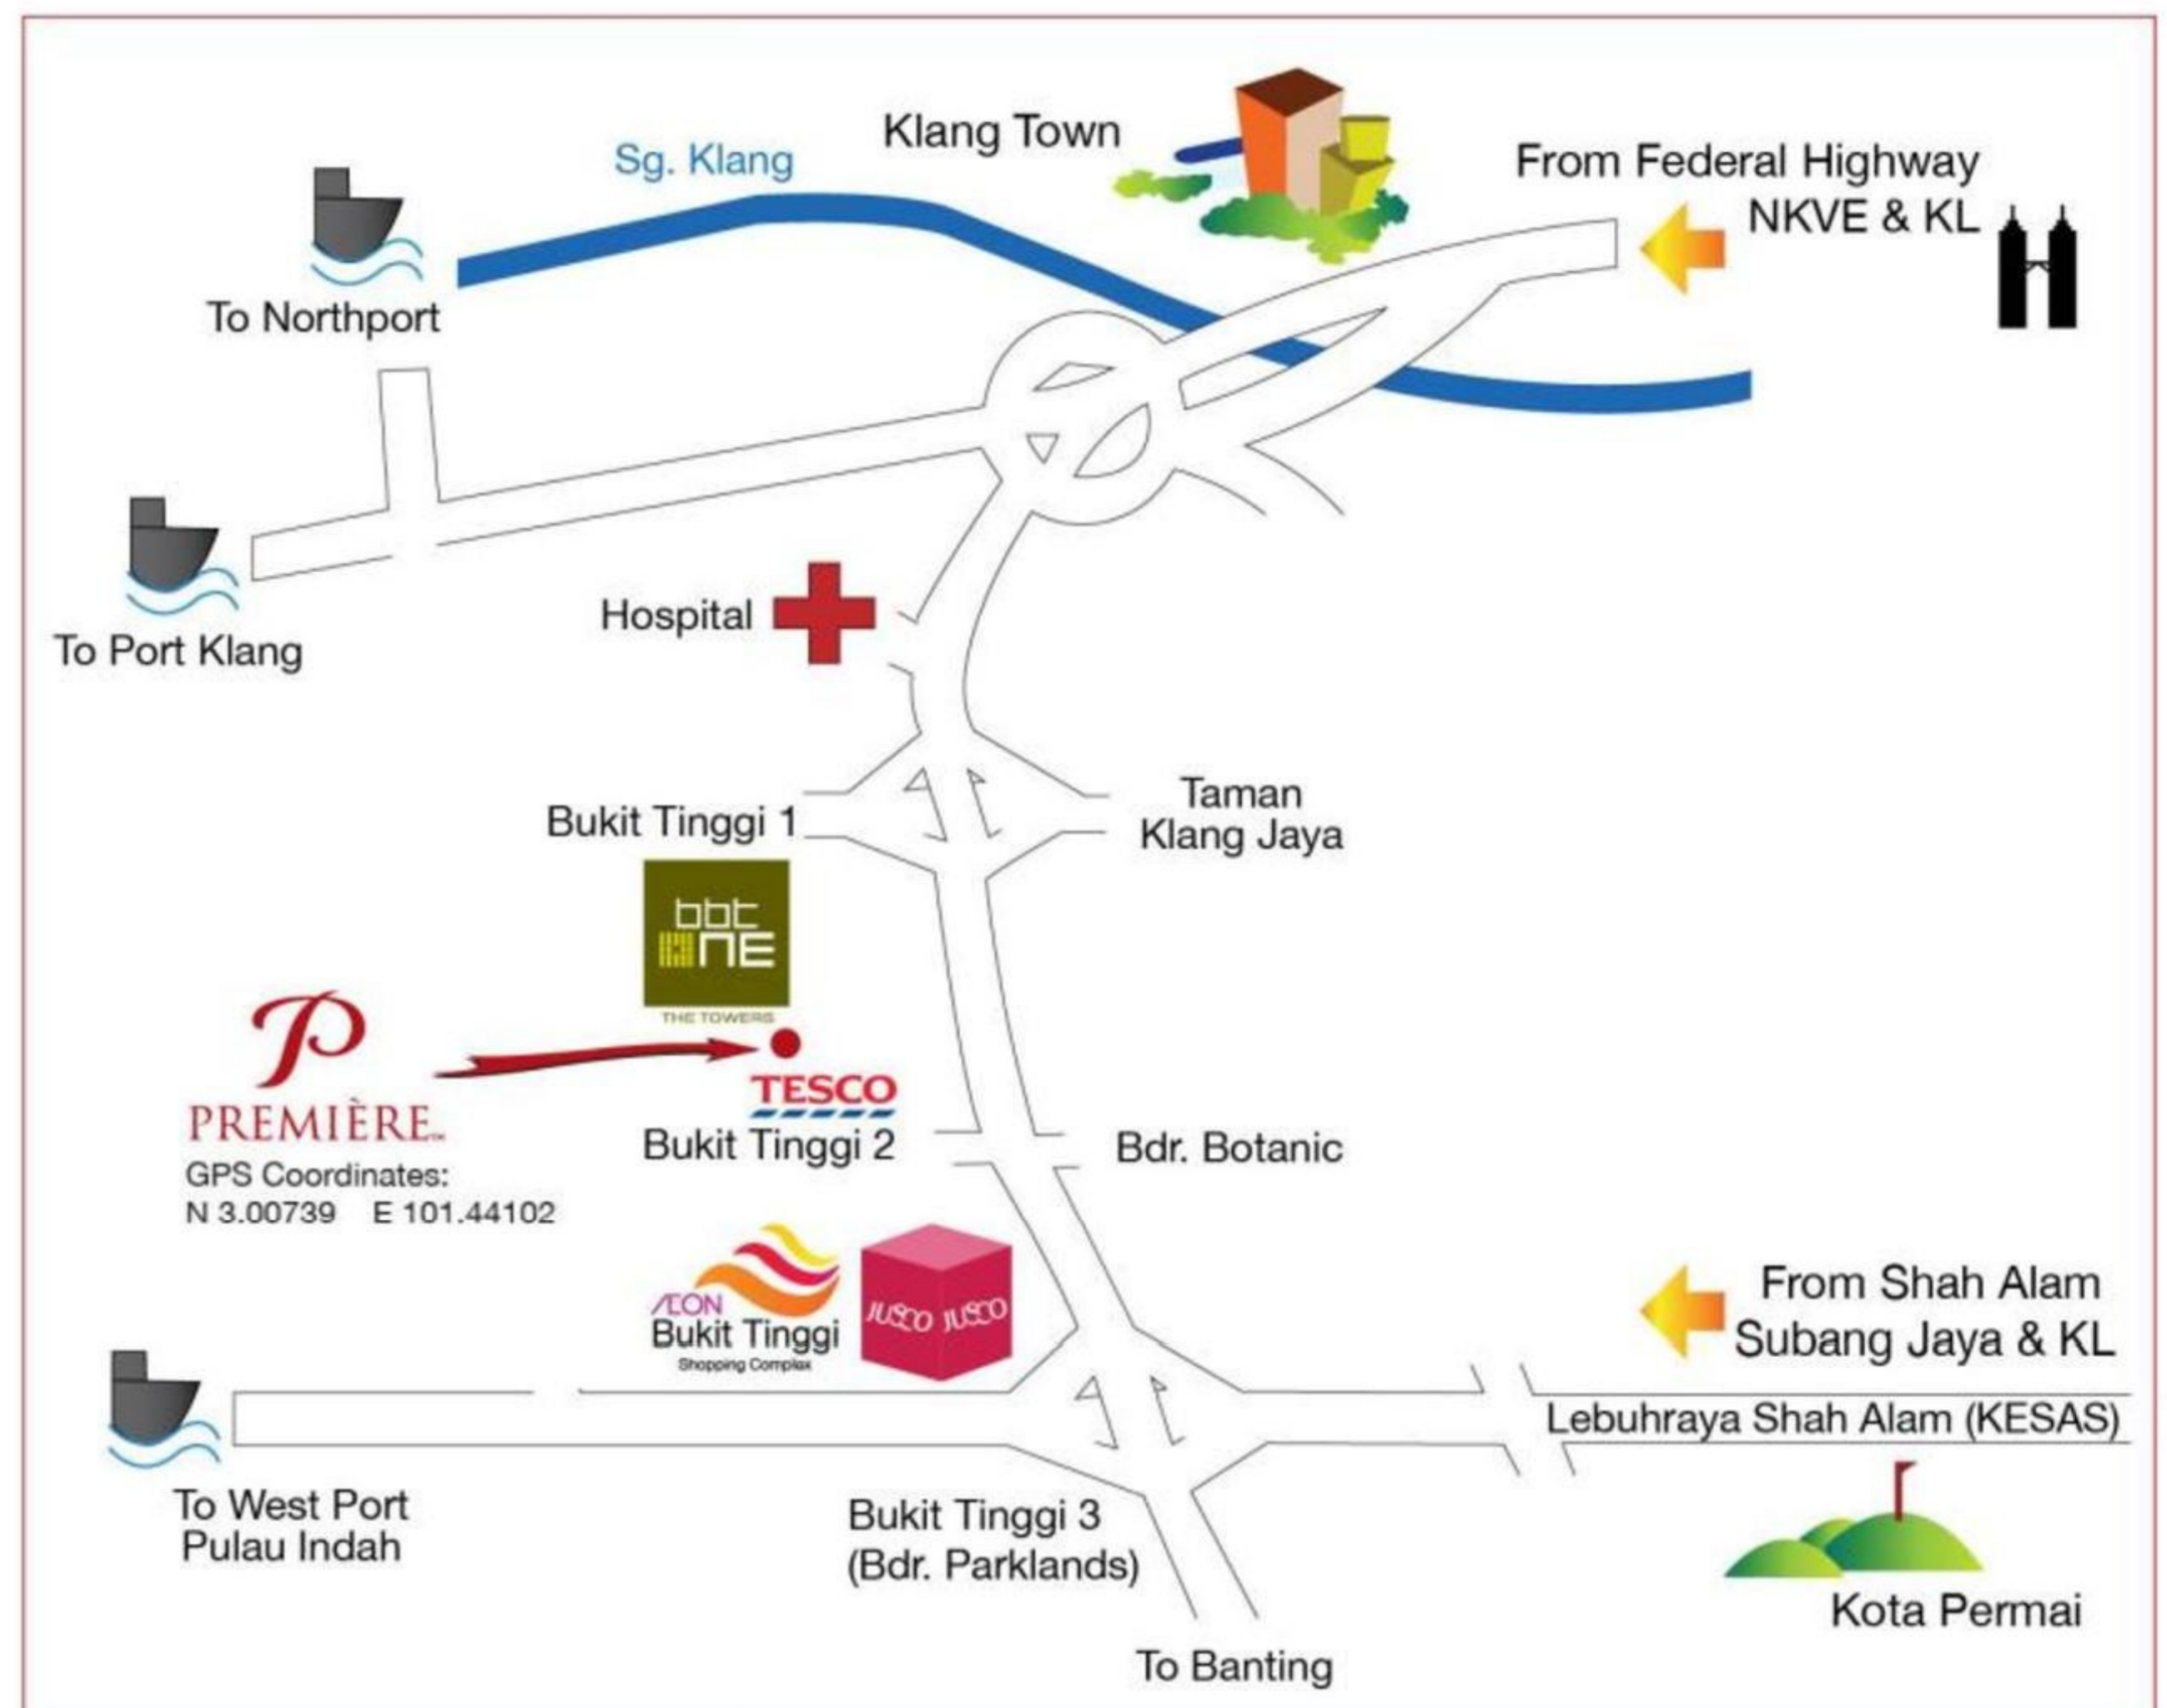 Klang Town
Sg. Klang
From Federal Highway
NKVE & KL
To Northport
To Port Klang
Hospital
Bukit Tinggi 1
Taman
Klang Jaya
bbt
ONE
THE TOWERS
P
PREMIÈRE™
GPS Coordinates:
N 3.00739 E 101.44102
TESCO
Bukit Tinggi 2
Bdr. Botanic
ÆON
Bukit Tinggi
Shopping Complex
JUSCO JUSCO
From Shah Alam
Subang Jaya & KL
Lebuhraya Shah Alam (KESAS)
To West Port
Pulau Indah
Bukit Tinggi 3
(Bdr. Parklands)
Kota Permai
To Banting